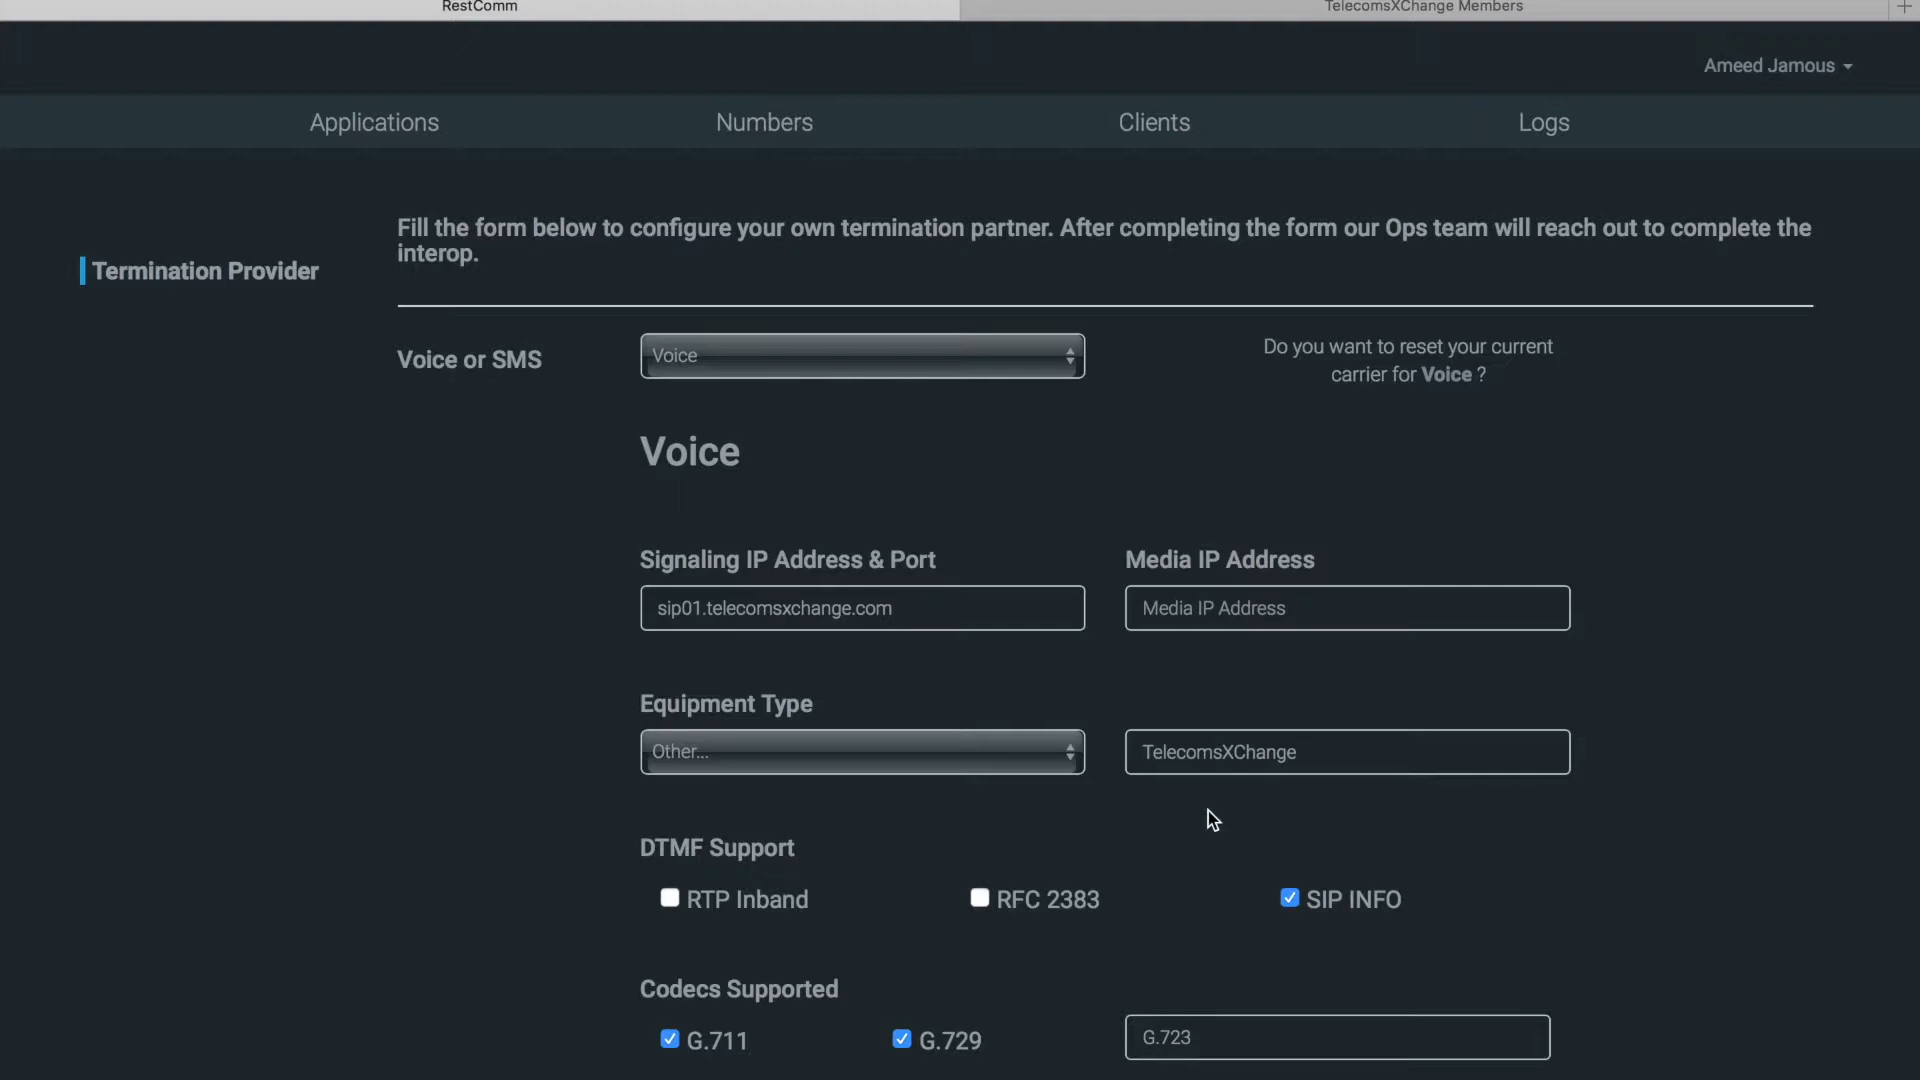 RestComm
TelecomsXChange Members
Ameed Jamous
Applications
Numbers
Clients
Logs
Termination Provider
Fill the form below to configure your own termination partner. After completing the form our Ops team will reach out to complete the
interop.
Voice or SMS
Voice
Do you want to reset your current
carrier for Voice ?
Voice
Signaling IP Address & Port
Media IP Address
sip01.telecomsxchange.com
Media IP Address
Equipment Type
Other...
TelecomsXChange
DTMF Support
RTP Inband
RFC 2383
SIP INFO
Codecs Supported
G.711
G.729
G.723